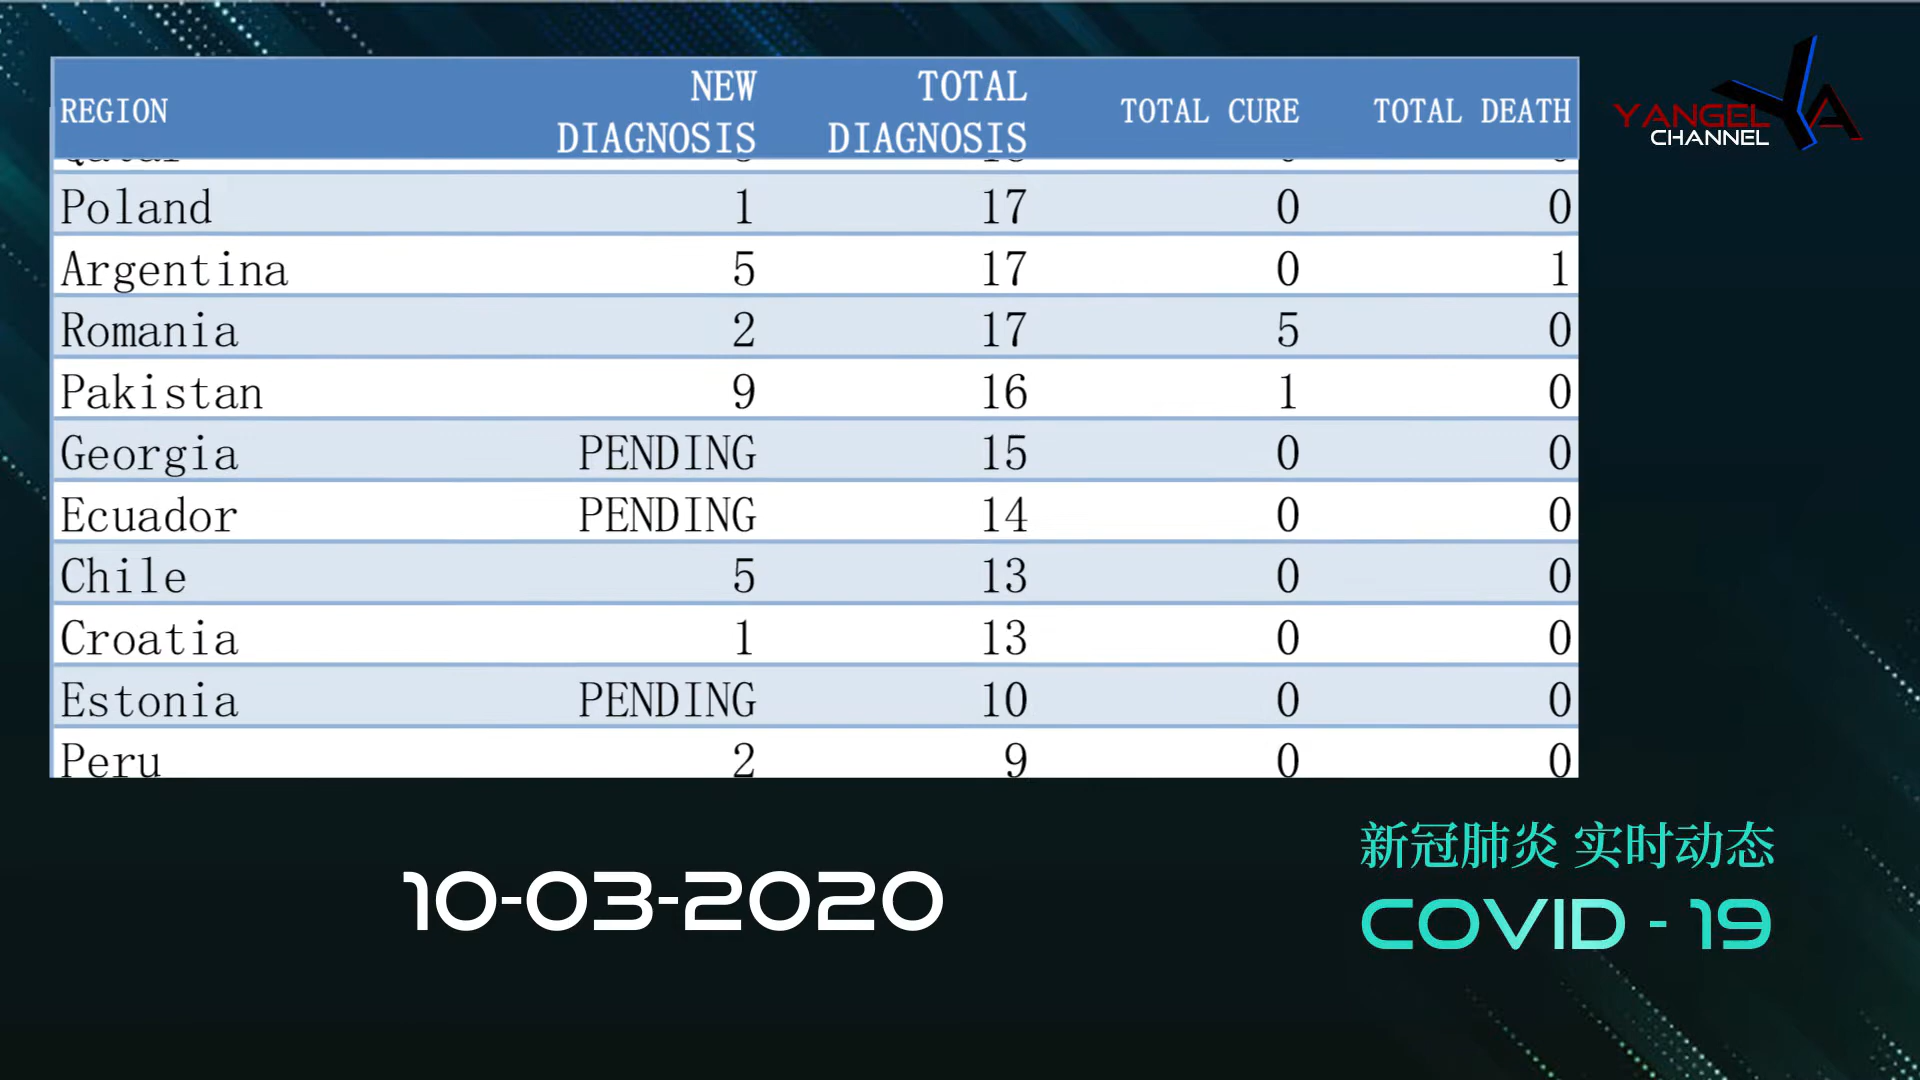 REGION NEW DIAGNOSIS TOTAL DIAGNOSIS TOTAL CURE TOTAL DEATH
Poland 1 17 0 0
Argentina 5 17 0 1
Romania 2 17 5 0
Pakistan 9 16 1 0
Georgia PENDING 15 0 0
Ecuador PENDING 14 0 0
Chile 5 13 0 0
Croatia 1 13 0 0
Estonia PENDING 10 0 0
Peru 2 9 0 0
YANGEL YA
CHANNEL
10-03-2020
新冠肺炎 实时动态
COVID - 19